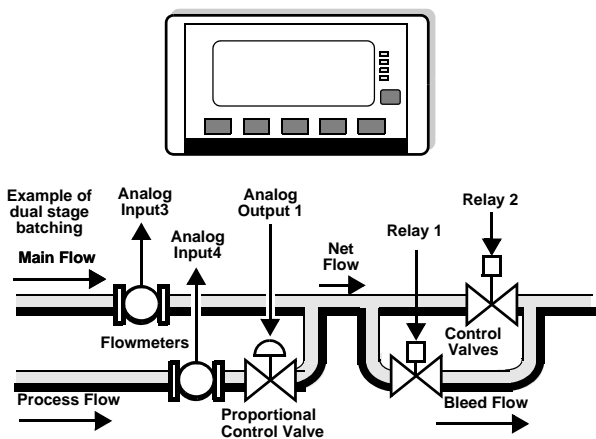 Example of
dual stage
batching
Analog
Input3
Analog
Output 1
Relay 2
Analog
Input4
Relay 1
Main Flow
Net
Flow
Flowmeters
Control
Valves
Process Flow
Proportional
Control Valve
Bleed Flow